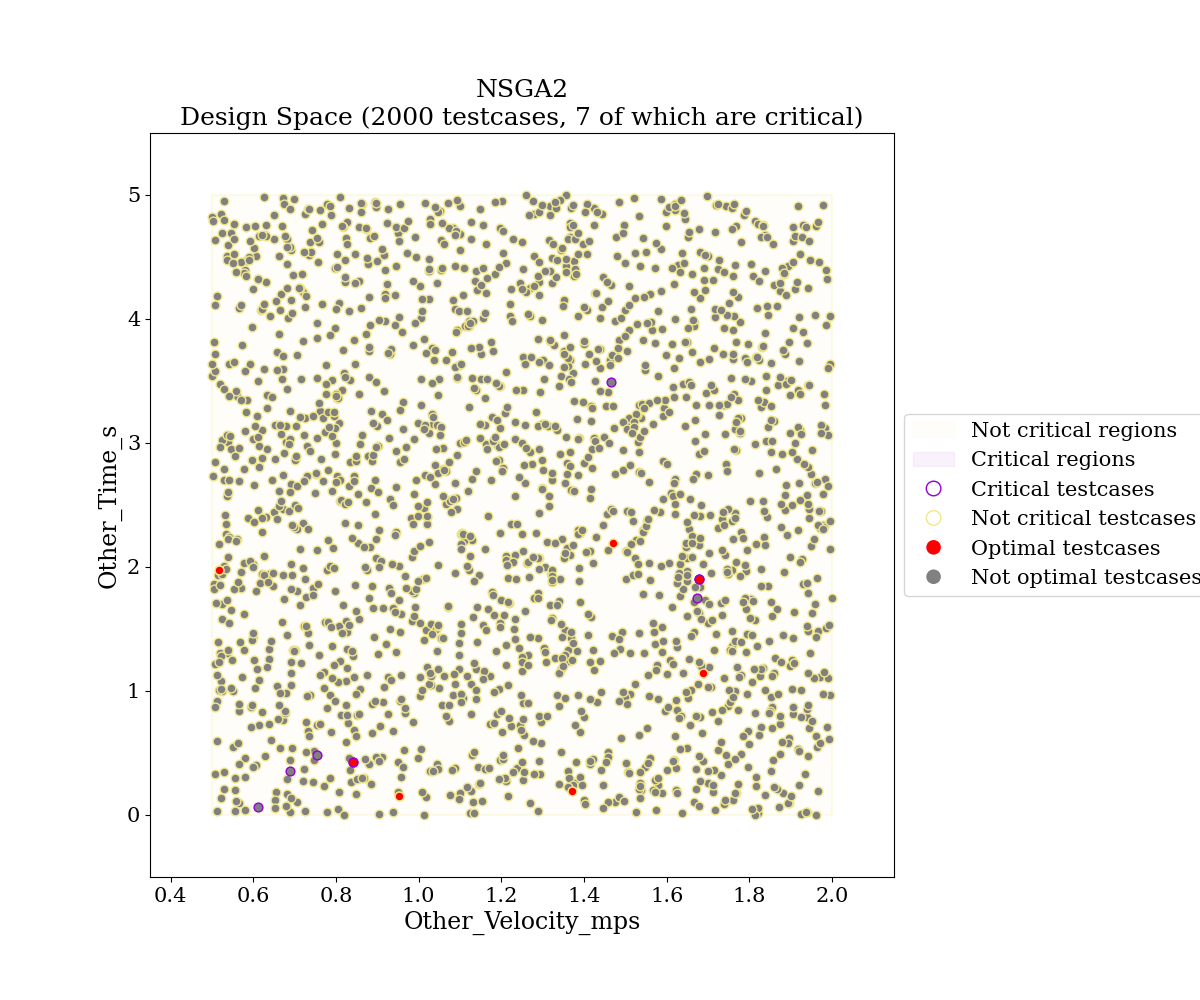 NSGA2
Design Space (2000 testcases, 7 of which are critical)
5
4
3
2
1
0
Other_Time_s
0.4 0.6 0.8 1.0 1.2 1.4 1.6 1.8 2.0
Other_Velocity_mps
Not critical regions
Critical regions
Critical testcases
Not critical testcases
Optimal testcases
Not optimal testcases